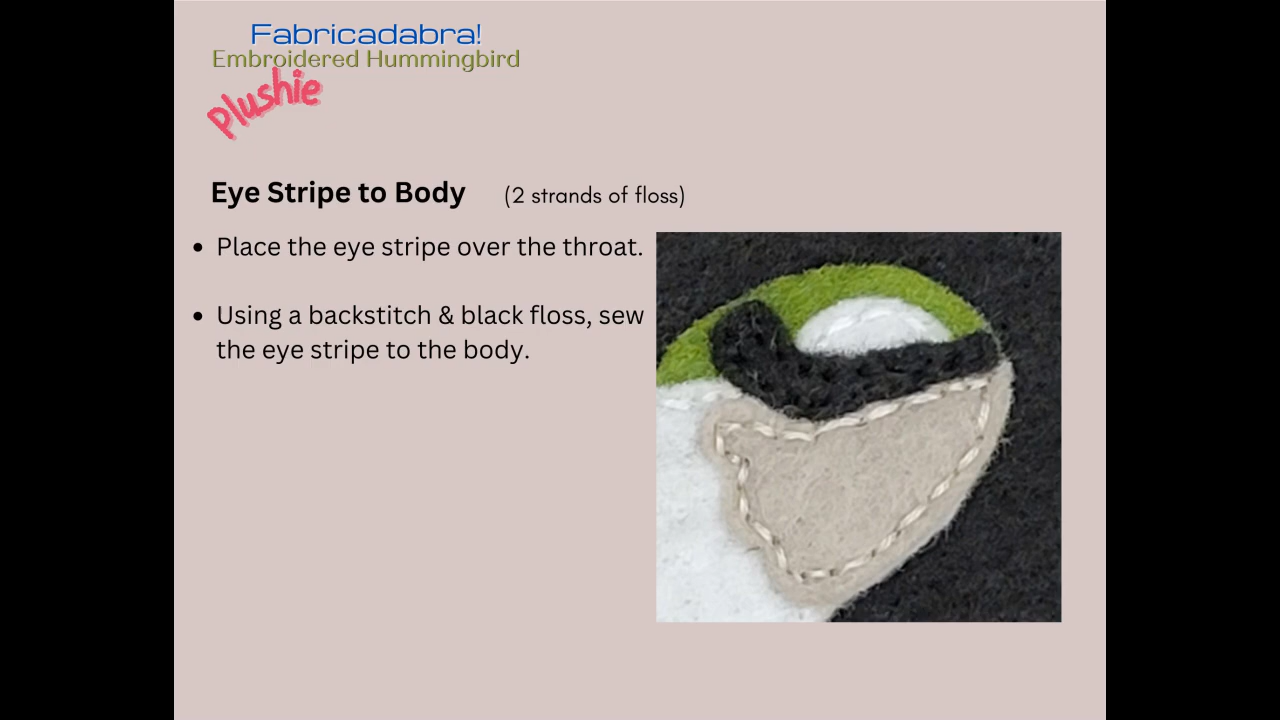 Fabricadabra!
Embroidered Hummingbird
plushie
Eye Stripe to Body (2 strands of floss)
• Place the eye stripe over the throat.
• Using a backstitch & black floss, sew
the eye stripe to the body.